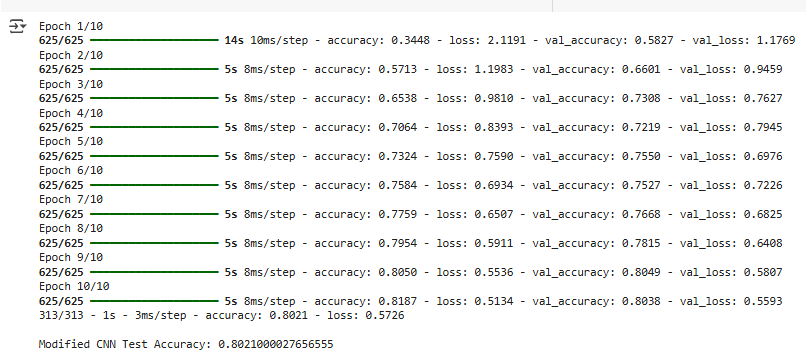 Epoch 1/10
625/625 ━━━━━━━━━━━━━━━━━━━━ 14s 10ms/step - accuracy: 0.3448 - loss: 2.1191 - val_accuracy: 0.5827 - val_loss: 1.1769
Epoch 2/10
625/625 ━━━━━━━━━━━━━━━━━━━━ 5s 8ms/step - accuracy: 0.5713 - loss: 1.1983 - val_accuracy: 0.6601 - val_loss: 0.9459
Epoch 3/10
625/625 ━━━━━━━━━━━━━━━━━━━━ 5s 8ms/step - accuracy: 0.6538 - loss: 0.9810 - val_accuracy: 0.7308 - val_loss: 0.7627
Epoch 4/10
625/625 ━━━━━━━━━━━━━━━━━━━━ 5s 8ms/step - accuracy: 0.7064 - loss: 0.8393 - val_accuracy: 0.7219 - val_loss: 0.7945
Epoch 5/10
625/625 ━━━━━━━━━━━━━━━━━━━━ 5s 8ms/step - accuracy: 0.7324 - loss: 0.7590 - val_accuracy: 0.7550 - val_loss: 0.6976
Epoch 6/10
625/625 ━━━━━━━━━━━━━━━━━━━━ 5s 8ms/step - accuracy: 0.7584 - loss: 0.6934 - val_accuracy: 0.7527 - val_loss: 0.7226
Epoch 7/10
625/625 ━━━━━━━━━━━━━━━━━━━━ 5s 8ms/step - accuracy: 0.7759 - loss: 0.6507 - val_accuracy: 0.7668 - val_loss: 0.6825
Epoch 8/10
625/625 ━━━━━━━━━━━━━━━━━━━━ 5s 8ms/step - accuracy: 0.7954 - loss: 0.5911 - val_accuracy: 0.7815 - val_loss: 0.6408
Epoch 9/10
625/625 ━━━━━━━━━━━━━━━━━━━━ 5s 8ms/step - accuracy: 0.8050 - loss: 0.5536 - val_accuracy: 0.8049 - val_loss: 0.5807
Epoch 10/10
625/625 ━━━━━━━━━━━━━━━━━━━━ 5s 8ms/step - accuracy: 0.8187 - loss: 0.5134 - val_accuracy: 0.8038 - val_loss: 0.5593
313/313 - 1s - 3ms/step - accuracy: 0.8021 - loss: 0.5726
Modified CNN Test Accuracy: 0.8021000027656555